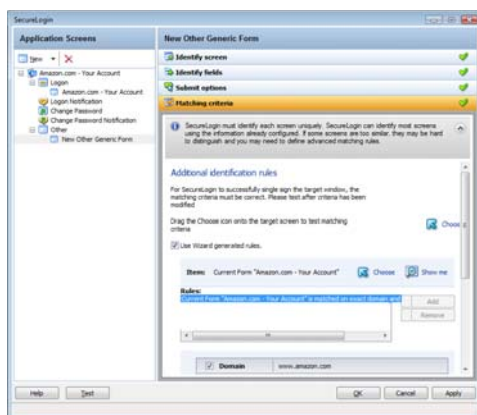 SecureLogin
Application Screens
New
Amazon.com - Your Account
Logon
Amazon.com - Your Account
Logon Notification
Change Password
Change Password Notification
Other
New Other Generic Form
New Other Generic Form
Identify screen
Identify fields
Submit options
Matching criteria
SecureLogin must identify each screen uniquely. SecureLogin can identify most screens
using the information already configured. If some screens are too similar, they may be hard
to distinguish and you may need to define advanced matching rules.
Additional identification rules
For SecureLogin to successfully single sign the target window, the
matching criteria must be correct. Please test after criteria has been
modified
Drag the Choose icon onto the target screen to test matching
criteria
Choose
Use Wizard generated rules.
Item: Current Form "Amazon.com - Your Account"
Choose
Show me
Rules:
Current Form "Amazon.com - Your Account" is matched on exact domain and
Add
Remove
Domain
www.amazon.com
Help
Test
OK
Cancel
Apply